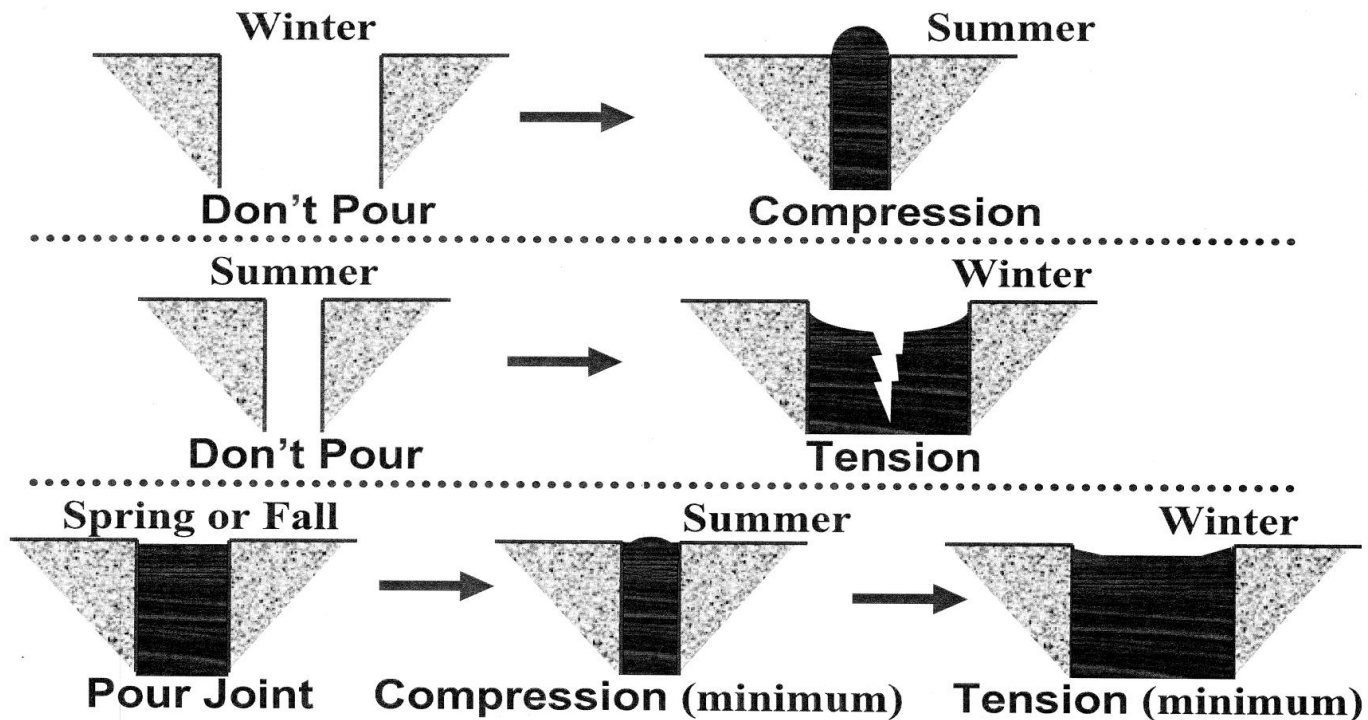 Winter
Summer
Don't Pour
Compression
Summer
Winter
Don't Pour
Tension
Spring or Fall
Summer
Winter
Pour Joint
Compression (minimum)
Tension (minimum)